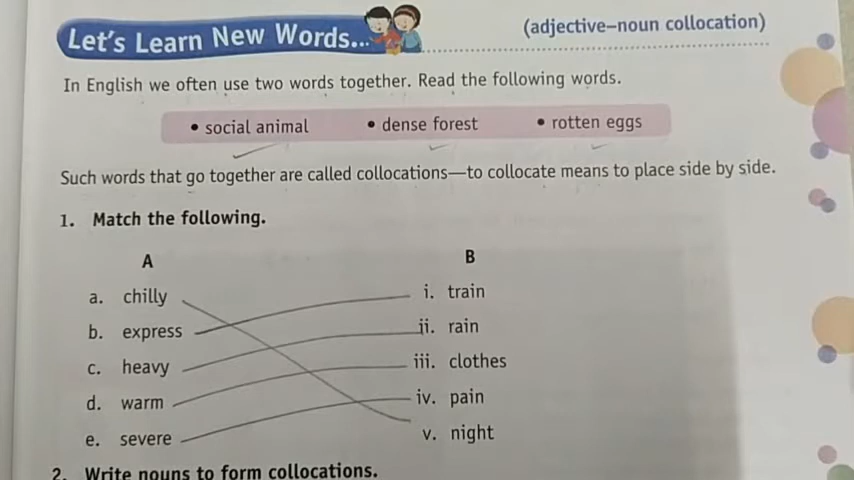 Let's Learn New Words...
(adjective–noun collocation)
In English we often use two words together. Read the following words.
• social animal • dense forest • rotten eggs
Such words that go together are called collocations—to collocate means to place side by side.
1. Match the following.
A B
a. chilly i. train
b. express ii. rain
c. heavy iii. clothes
d. warm iv. pain
e. severe v. night
2. Write nouns to form collocations.